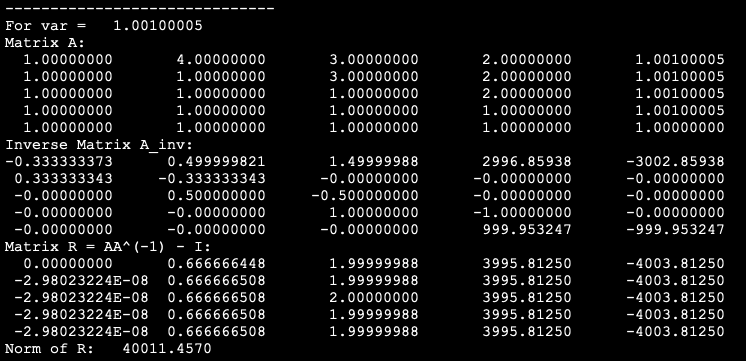 -----------------------------
For var =   1.00100005
Matrix A:
1.00000000 4.00000000 3.00000000 2.00000000 1.00100005
1.00000000 1.00000000 3.00000000 2.00000000 1.00100005
1.00000000 1.00000000 1.00000000 2.00000000 1.00100005
1.00000000 1.00000000 1.00000000 1.00000000 1.00100005
1.00000000 1.00000000 1.00000000 1.00000000 1.00000000
Inverse Matrix A_inv:
-0.333333373 0.499999821 1.49999988 2996.85938 -3002.85938
0.333333343 -0.333333343 -0.00000000 -0.00000000 -0.00000000
-0.00000000 0.500000000 -0.500000000 -0.00000000 -0.00000000
-0.00000000 -0.00000000 1.00000000 -1.00000000 -0.00000000
-0.00000000 -0.00000000 -0.00000000 999.953247 -999.953247
Matrix R = AA^(-1) - I:
0.00000000 0.666666448 1.99999988 3995.81250 -4003.81250
-2.98023224E-08 0.666666508 1.99999988 3995.81250 -4003.81250
-2.98023224E-08 0.666666508 2.00000000 3995.81250 -4003.81250
-2.98023224E-08 0.666666508 1.99999988 3995.81250 -4003.81250
-2.98023224E-08 0.666666508 1.99999988 3995.81250 -4003.81250
Norm of R:   40011.4570